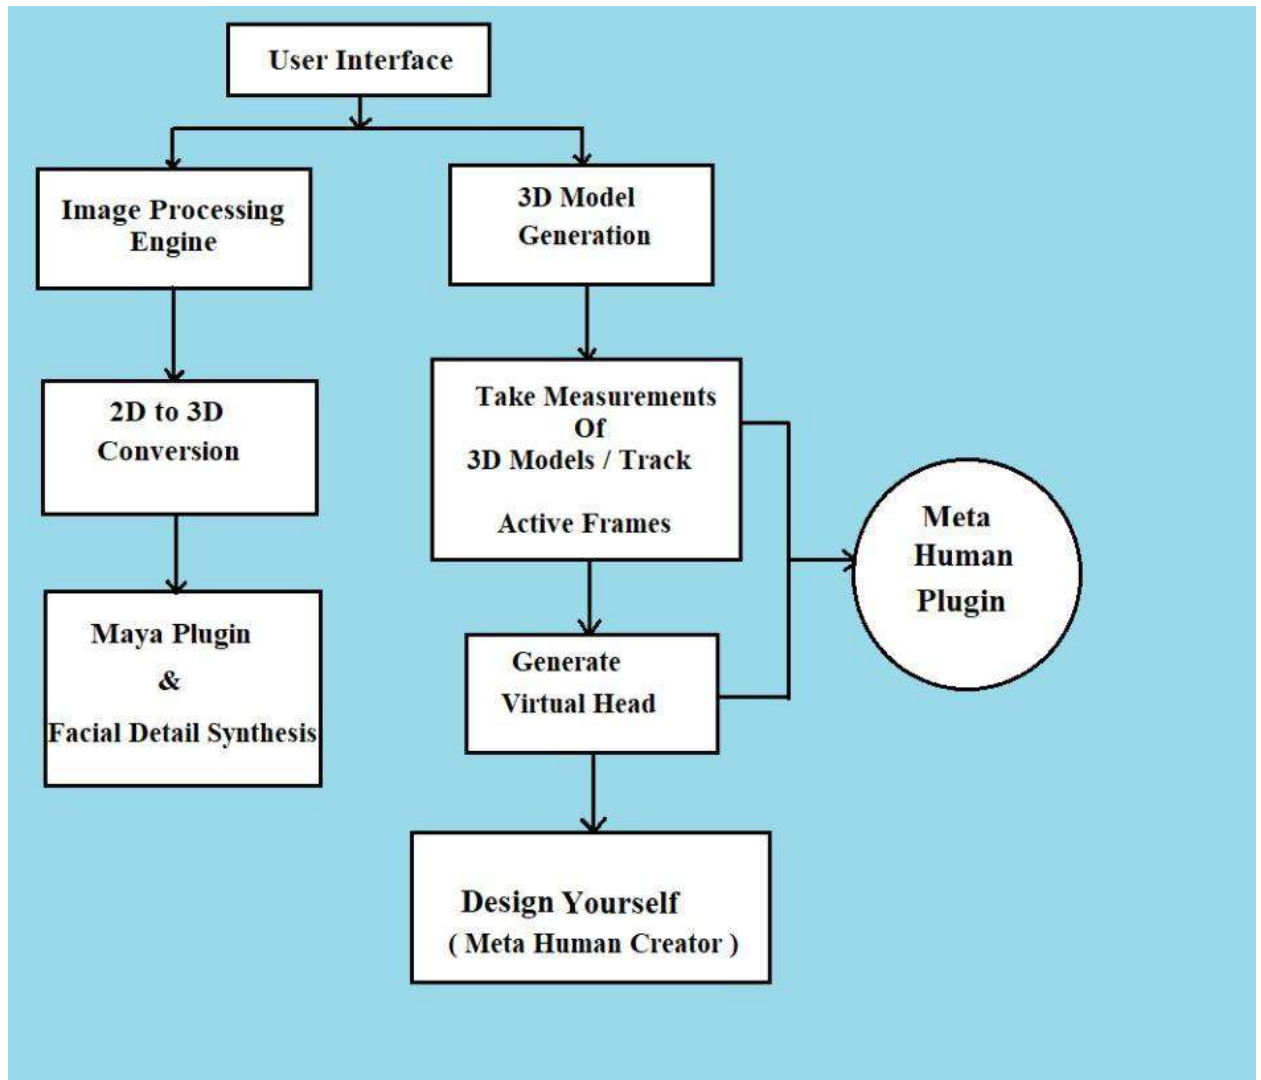 User Interface
Image Processing
Engine
3D Model
Generation
2D to 3D
Conversion
Take Measurements
Of
3D Models / Track
Active Frames
Meta
Human
Plugin
Maya Plugin
&
Facial Detail Synthesis
Generate
Virtual Head
Design Yourself
( Meta Human Creator )